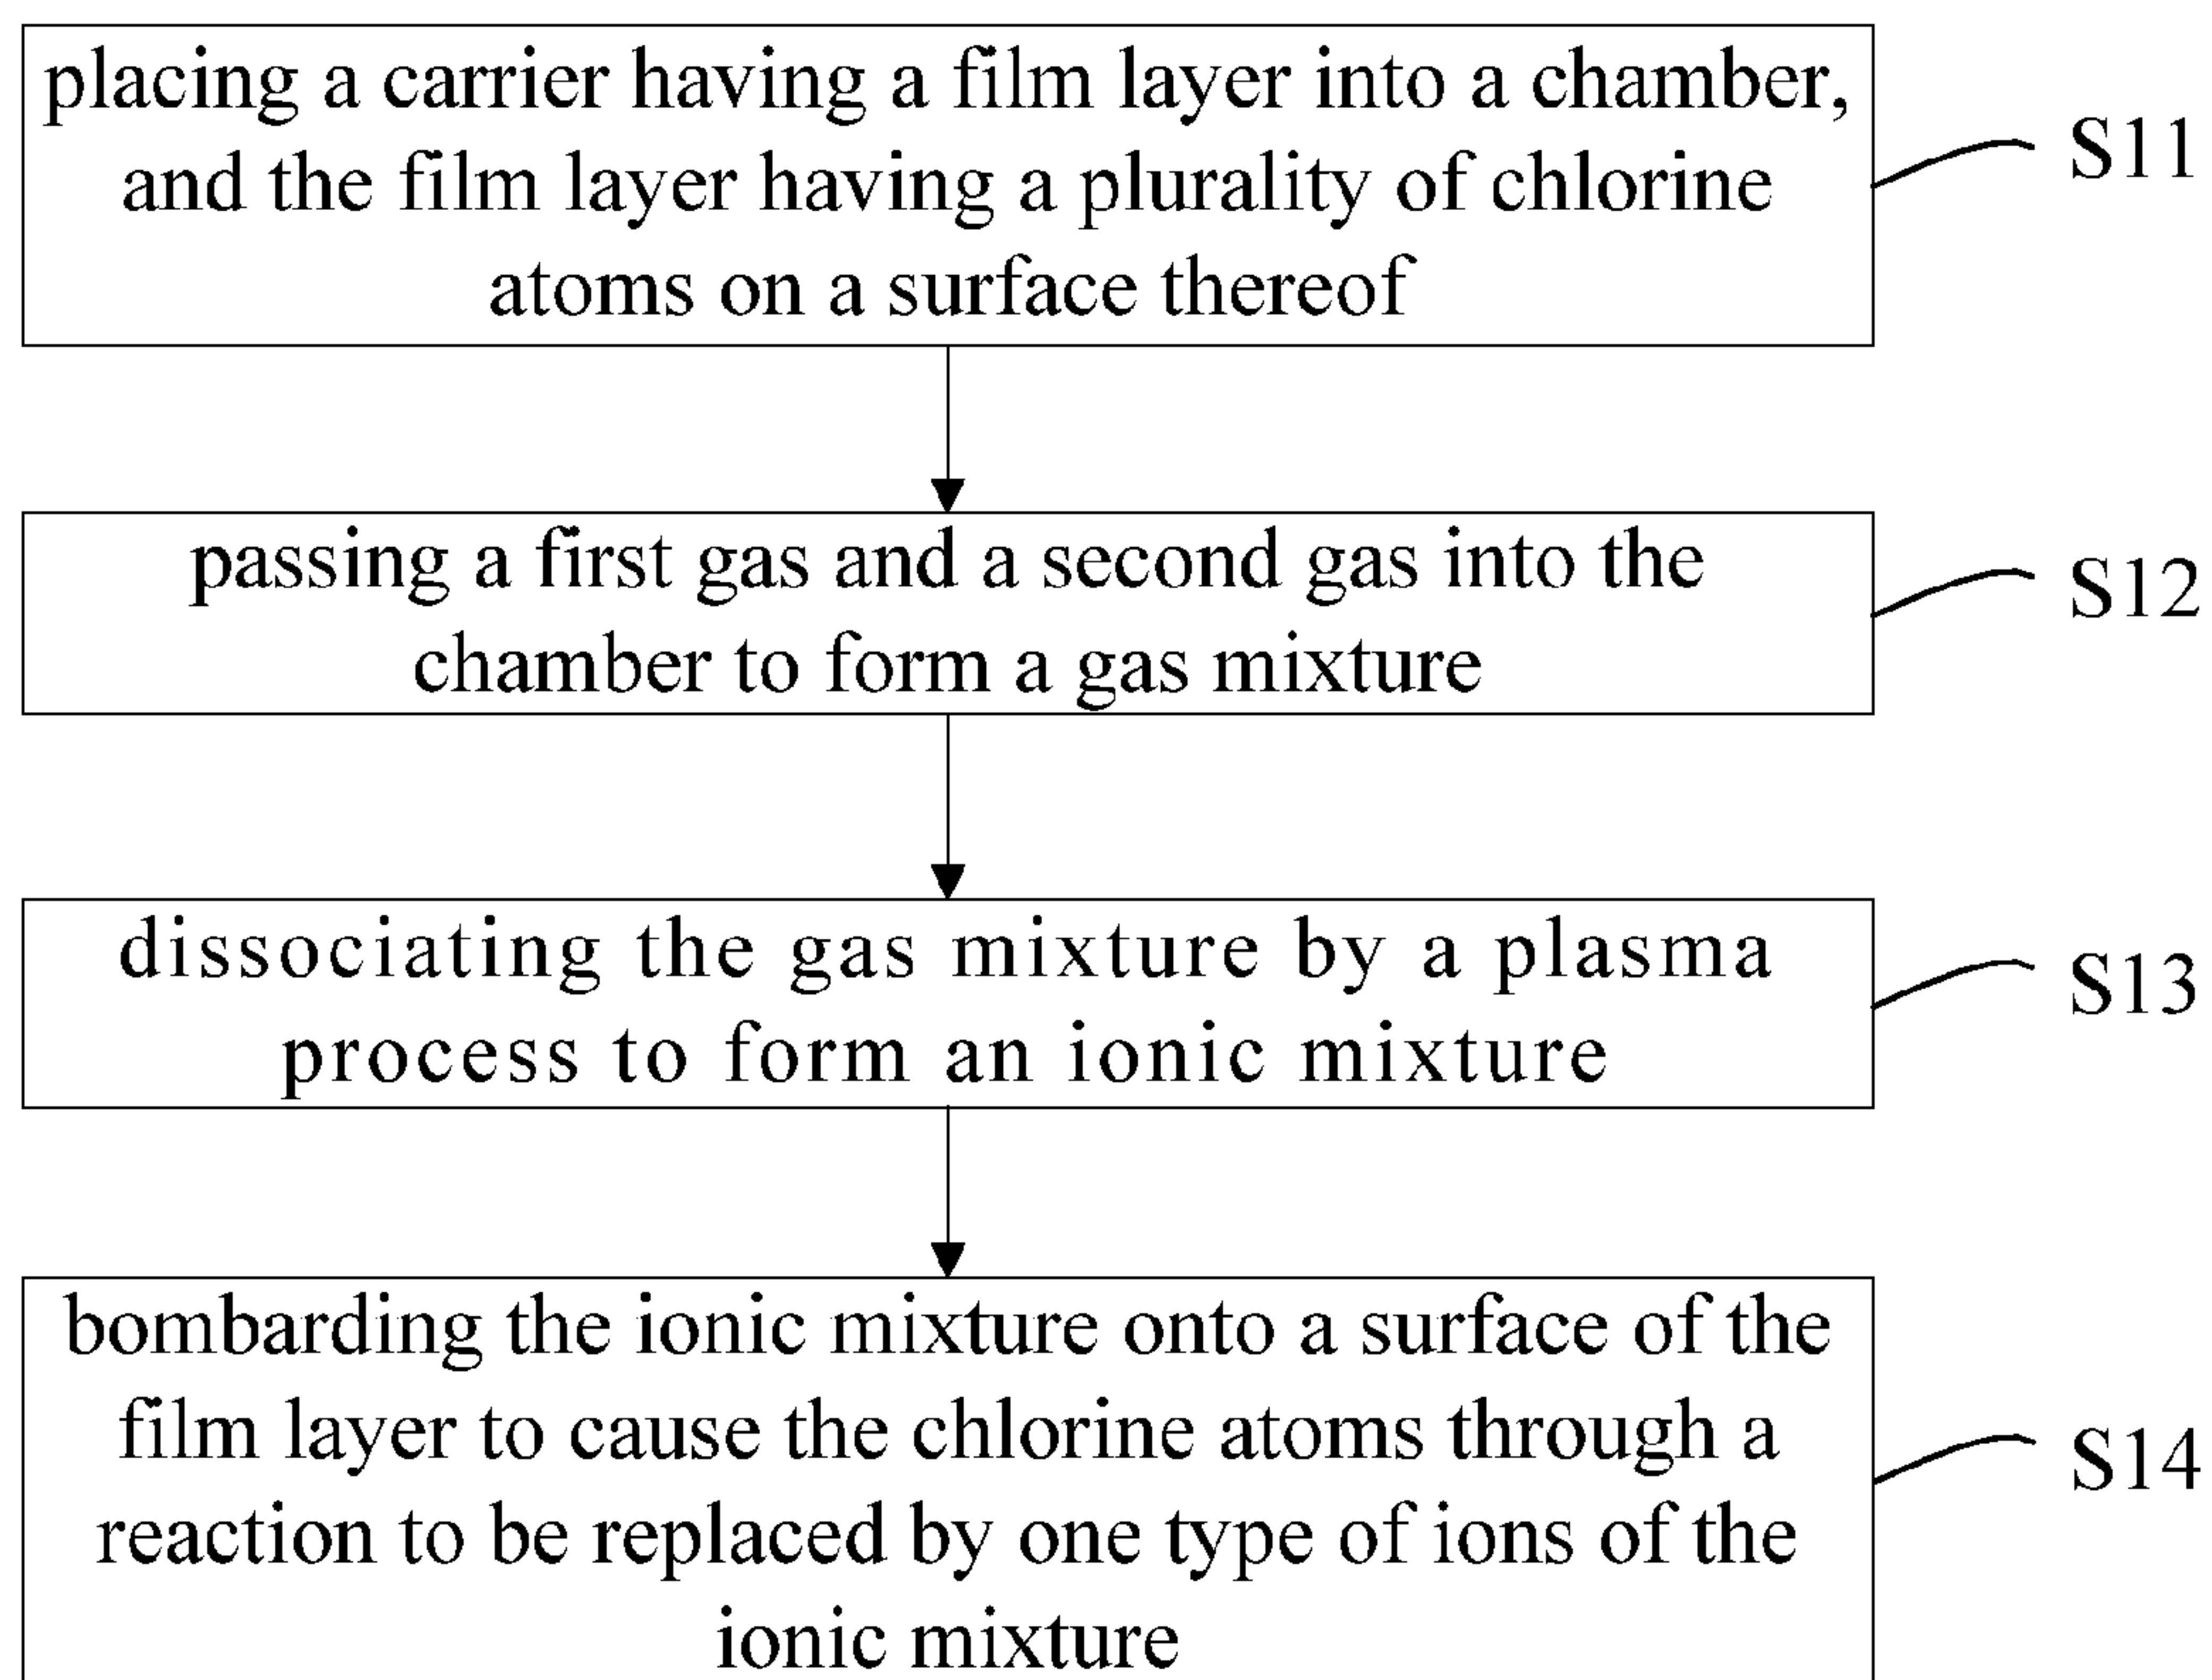 placing a carrier having a film layer into a chamber,
and the film layer having a plurality of chlorine
atoms on a surface thereof
S11
passing a first gas and a second gas into the
chamber to form a gas mixture
S12
dissociating the gas mixture by a plasma
process to form an ionic mixture
S13
bombarding the ionic mixture onto a surface of the
film layer to cause the chlorine atoms through a
reaction to be replaced by one type of ions of the
ionic mixture
S14